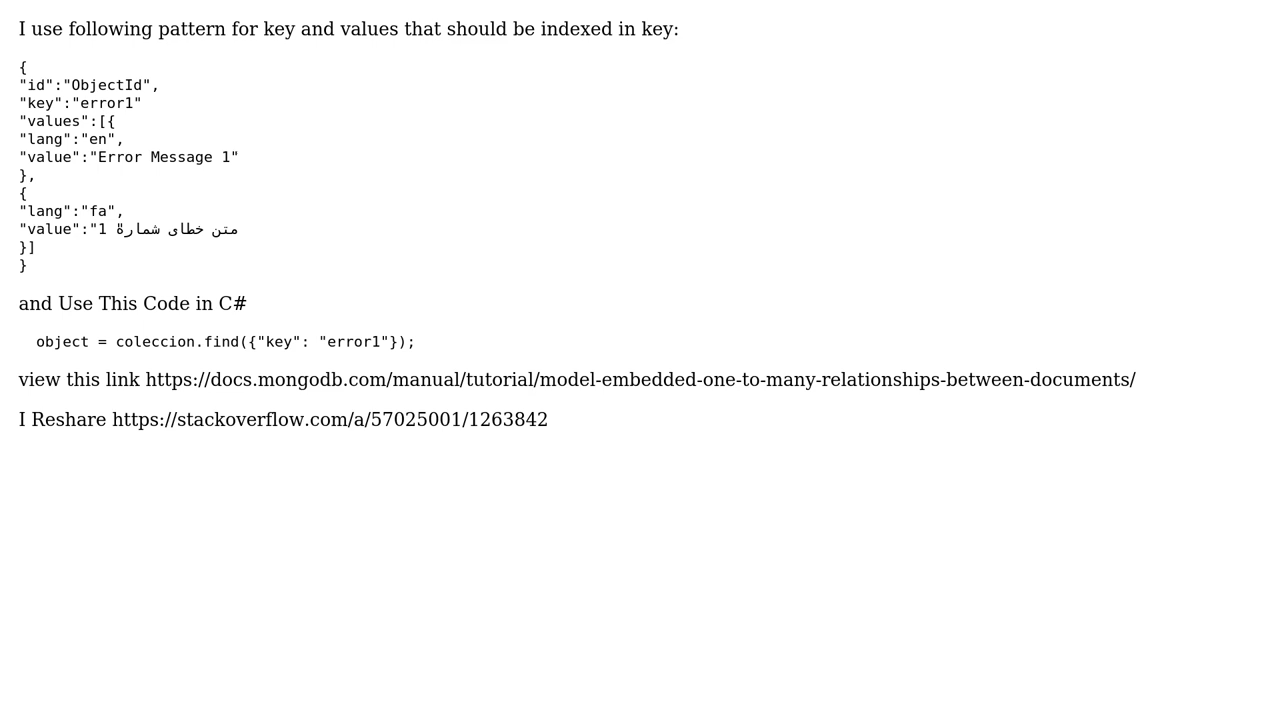 I use following pattern for key and values that should be indexed in key:
{
"id":"ObjectId",
"key":"error1"
"values":[{
"lang":"en",
"value":"Error Message 1"
},
{
"lang":"fa",
"value":"متن خطای شمارهٔ 1
}]
}
and Use This Code in C#
object = coleccion.find({"key": "error1"});
view this link https://docs.mongodb.com/manual/tutorial/model-embedded-one-to-many-relationships-between-documents/
I Reshare https://stackoverflow.com/a/57025001/1263842